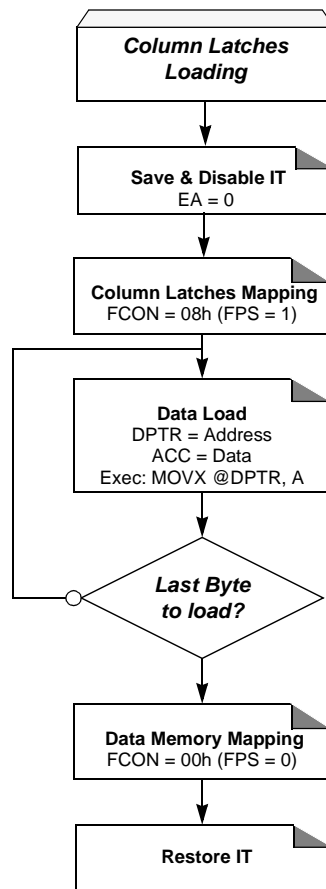 Column Latches
Loading
Save & Disable IT
EA = 0
Column Latches Mapping
FCON = 08h (FPS = 1)
Data Load
DPTR = Address
ACC = Data
Exec: MOVX @DPTR, A
Last Byte
to load?
Data Memory Mapping
FCON = 00h (FPS = 0)
Restore IT